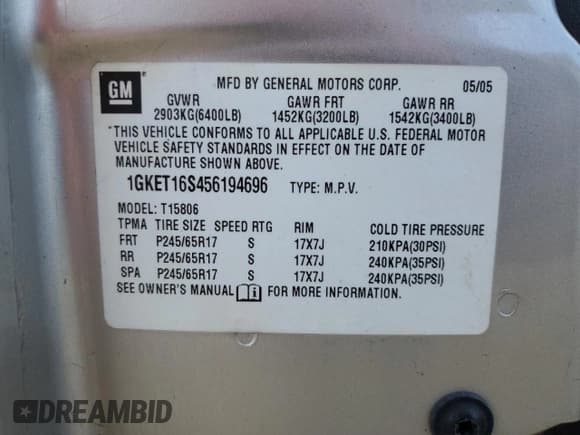 GM
MFD BY GENERAL MOTORS CORP. 05/05
GVWR GAWR FRT GAWR RR
2903KG(6400LB) 1452KG(3200LB) 1542KG(3400LB)
*THIS VEHICLE CONFORMS TO ALL APPLICABLE U.S. FEDERAL MOTOR
VEHICLE SAFETY STANDARDS IN EFFECT ON THE DATE OF
MANUFACTURE SHOWN ABOVE.
1GKET16S456194696 TYPE: M.P.V.
MODEL: T15806
TPMA TIRE SIZE SPEED RTG RIM COLD TIRE PRESSURE
FRT P245/65R17 S 17X7J 210KPA(30PSI)
RR P245/65R17 S 17X7J 240KPA(35PSI)
SPA P245/65R17 S 17X7J 240KPA(35PSI)
SEE OWNER'S MANUAL FOR MORE INFORMATION.
DREAMBID